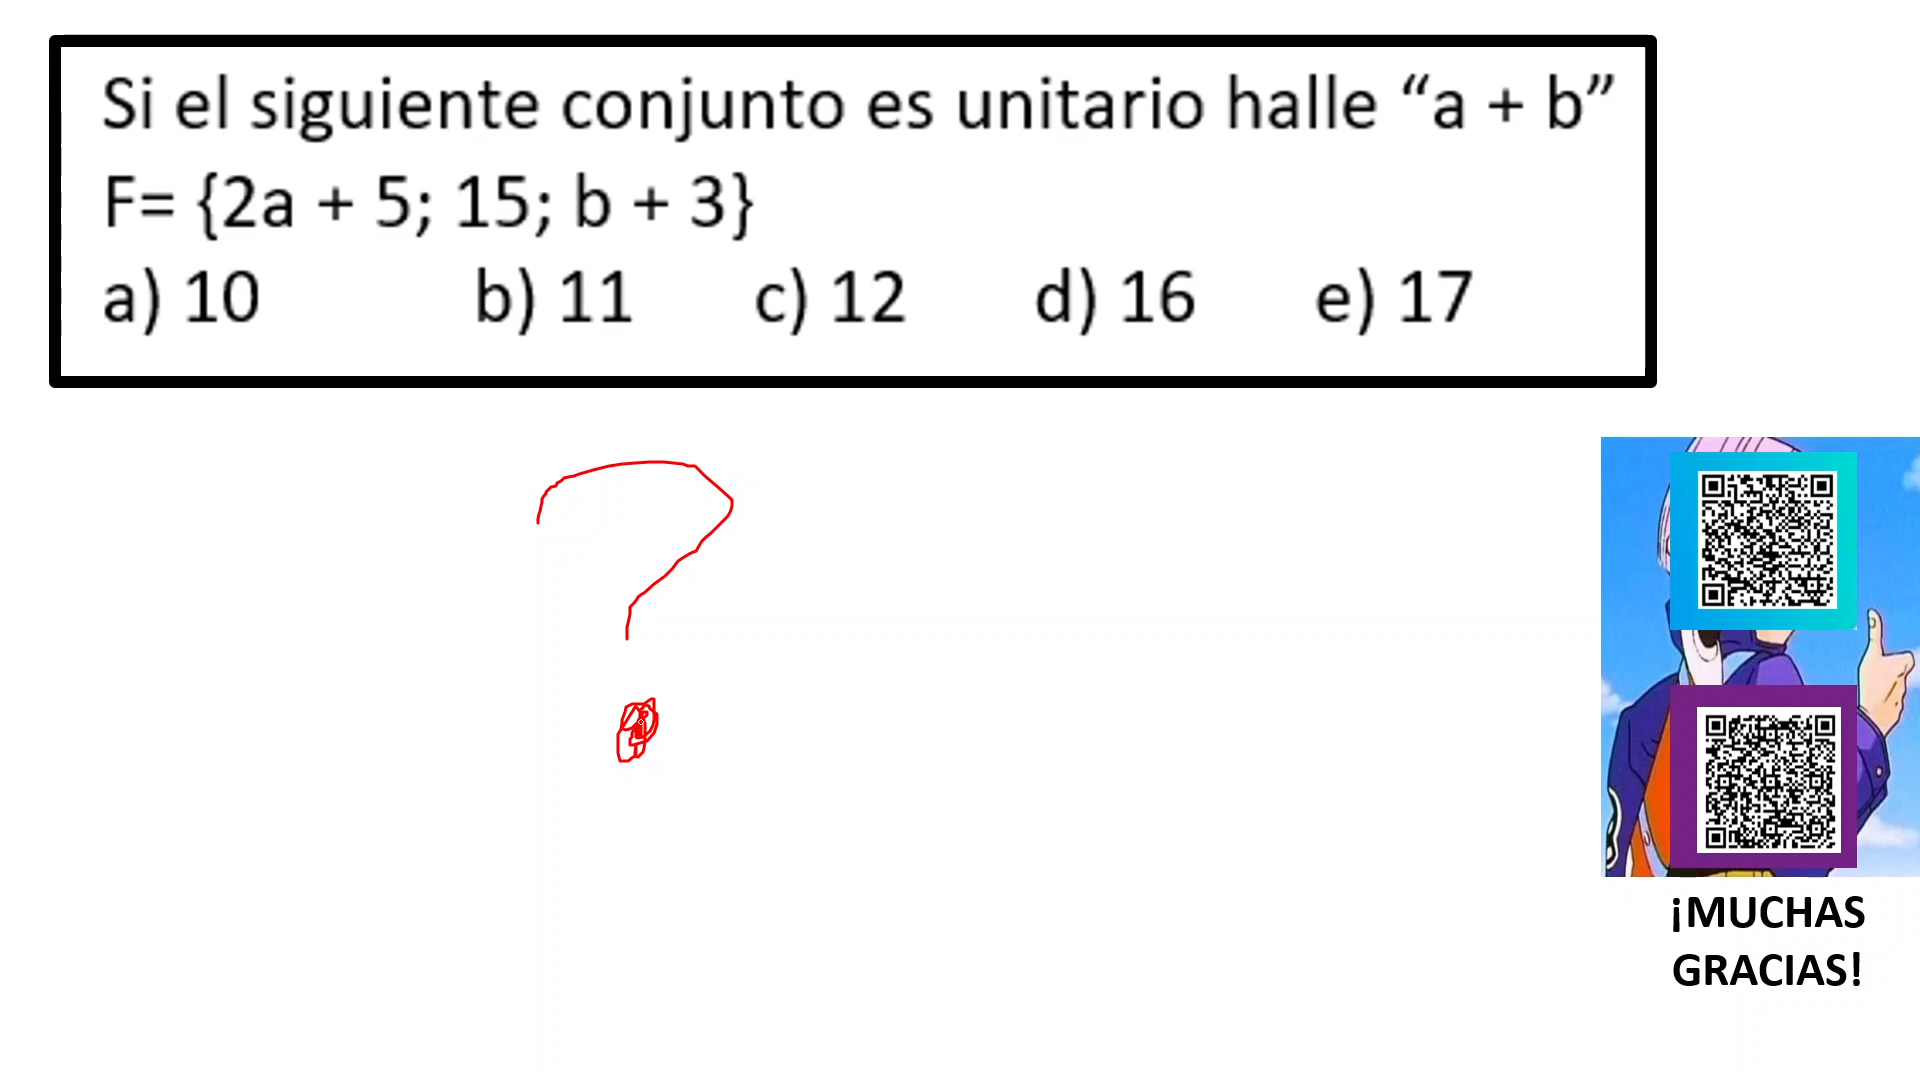 Si el siguiente conjunto es unitario halle “a + b”
F= {2a + 5; 15; b + 3}
a) 10 b) 11 c) 12 d) 16 e) 17
?
¡MUCHAS
GRACIAS!